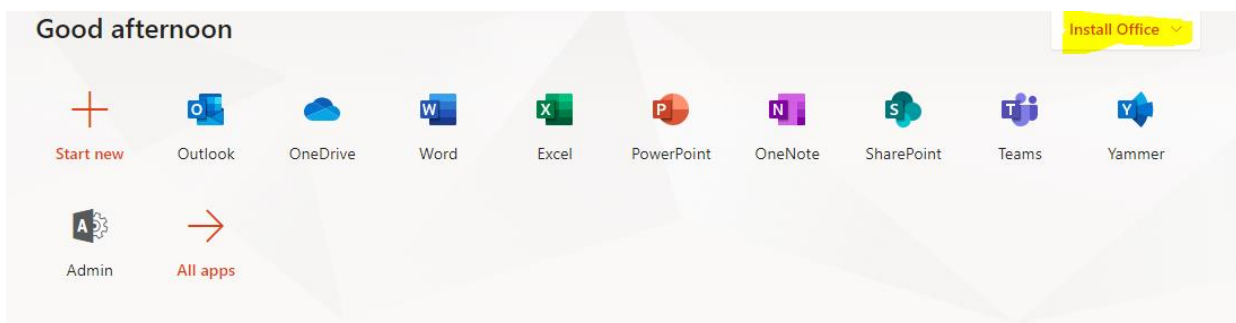 Good afternoon
Install Office
Start new
Outlook
OneDrive
Word
Excel
PowerPoint
OneNote
SharePoint
Teams
Yammer
Admin
All apps